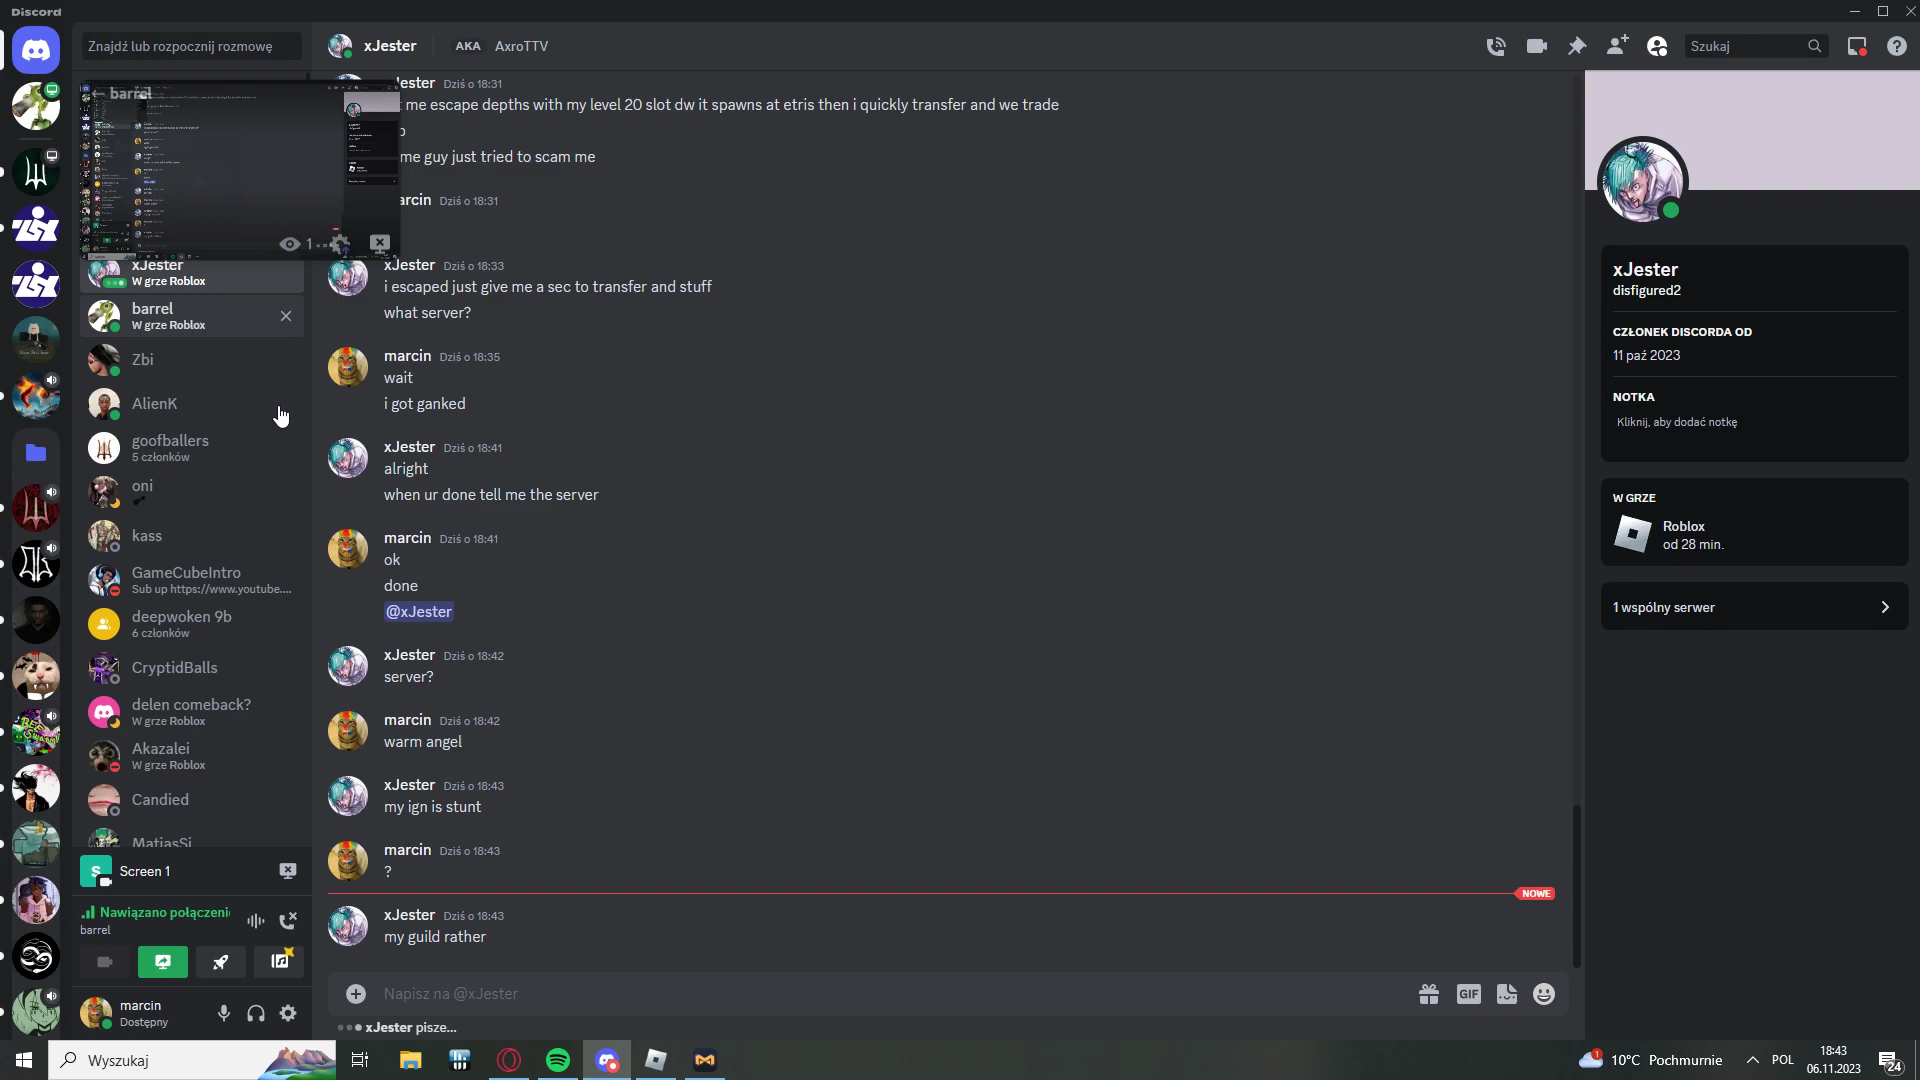 Discord
Znajdź lub rozpocznij rozmowę
xJester
AKA
AxroTTV
Szukaj
barrel
1
xJester
W grze Roblox
barrel
W grze Roblox
Zbi
AlienK
goofballers
5 członków
oni
kass
GameCubeIntro
Sub up https://www.youtube....
deepwoken 9b
6 członków
CryptidBalls
delen comeback?
W grze Roblox
Akazalei
W grze Roblox
Candied
MatiasSi
S
Screen 1
Nawiązano połączeni
barrel
marcin
Dostępny
Jester Dziś o 18:31
me escape depths with my level 20 slot dw it spawns at etris then i quickly transfer and we trade
me guy just tried to scam me
arcin Dziś o 18:31
xJester Dziś o 18:33
i escaped just give me a sec to transfer and stuff
what server?
marcin Dziś o 18:35
wait
i got ganked
xJester Dziś o 18:41
alright
when ur done tell me the server
marcin Dziś o 18:41
ok
done
@xJester
xJester Dziś o 18:42
server?
marcin Dziś o 18:42
warm angel
xJester Dziś o 18:43
my ign is stunt
marcin Dziś o 18:43
?
NOWE
xJester Dziś o 18:43
my guild rather
Napisz na @xJester
GIF
xJester pisze...
xJester
disfigured2
CZŁONEK DISCORDA OD
11 paź 2023
NOTKA
Kliknij, aby dodać notkę
W GRZE
Roblox
od 28 min.
1 wspólny serwer
Wyszukaj
1
10°C Pochmurnie
POL
18:43
06.11.2023
24